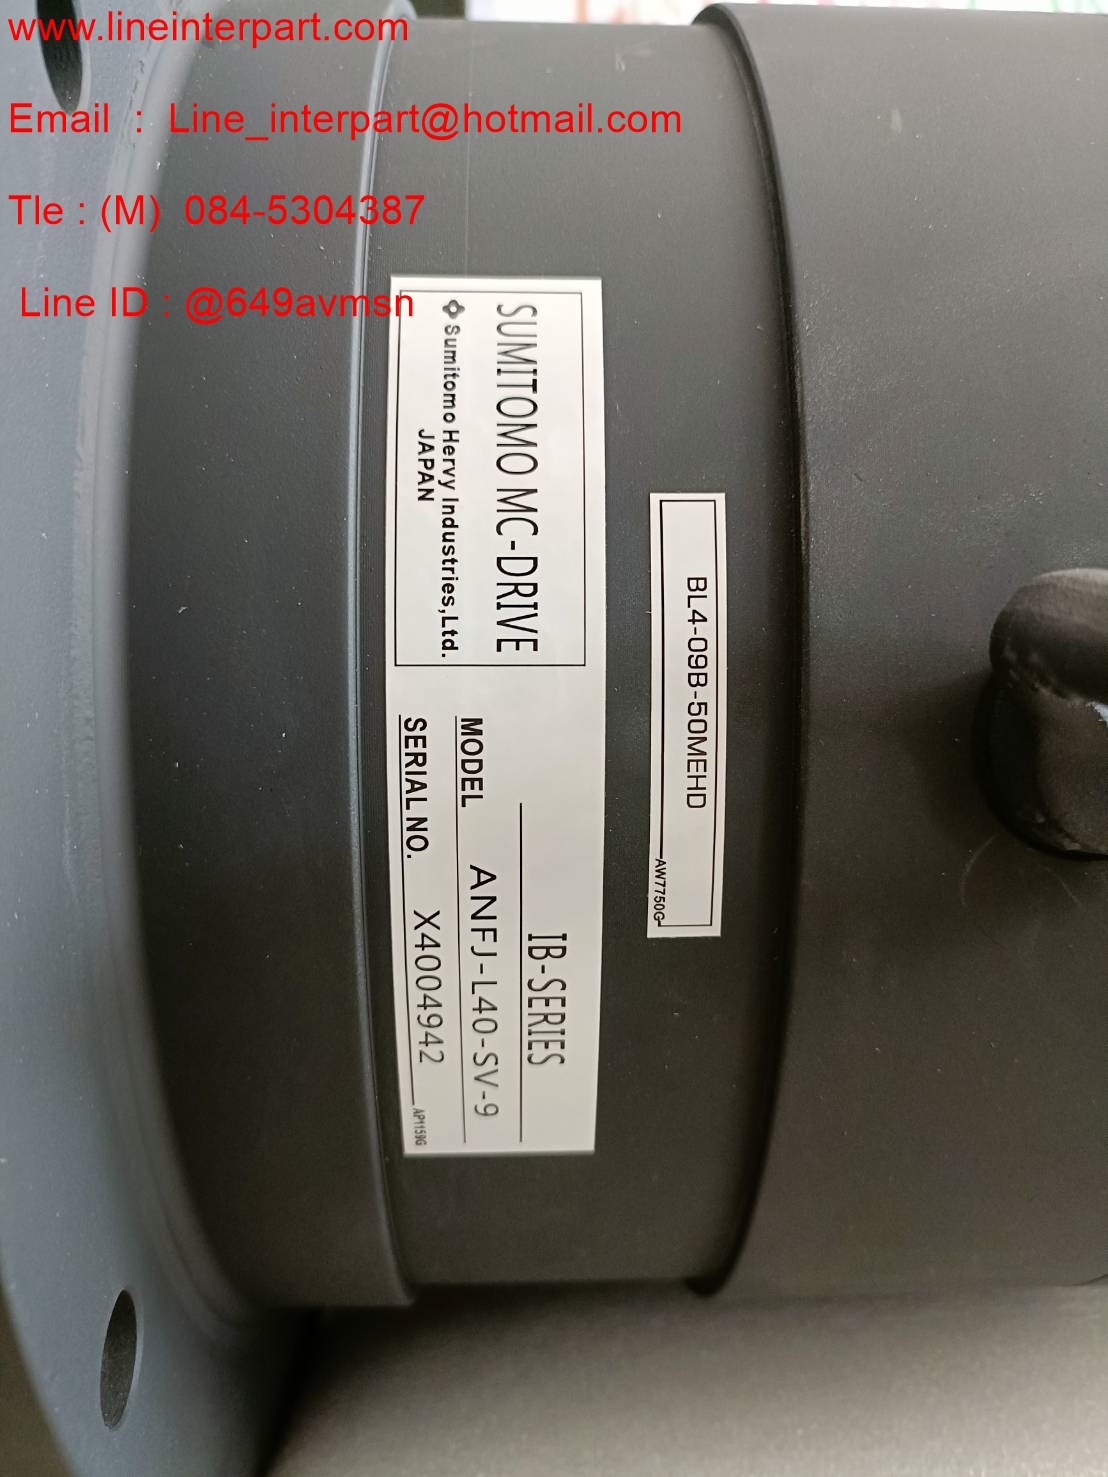 www.lineinterpart.com
Email : Line_interpart@hotmail.com
Tle : (M) 084-5304387
Line ID : @649avmsn
SUMITOMO MC-DRIVE
Sumitomo Hervy Industries,Ltd.
JAPAN
IB-SERIES
MODEL ANFJ-L40-SV-9
SERIAL NO. X4004942
AP1159G
BL4-09B-50MEHD
AW7750G